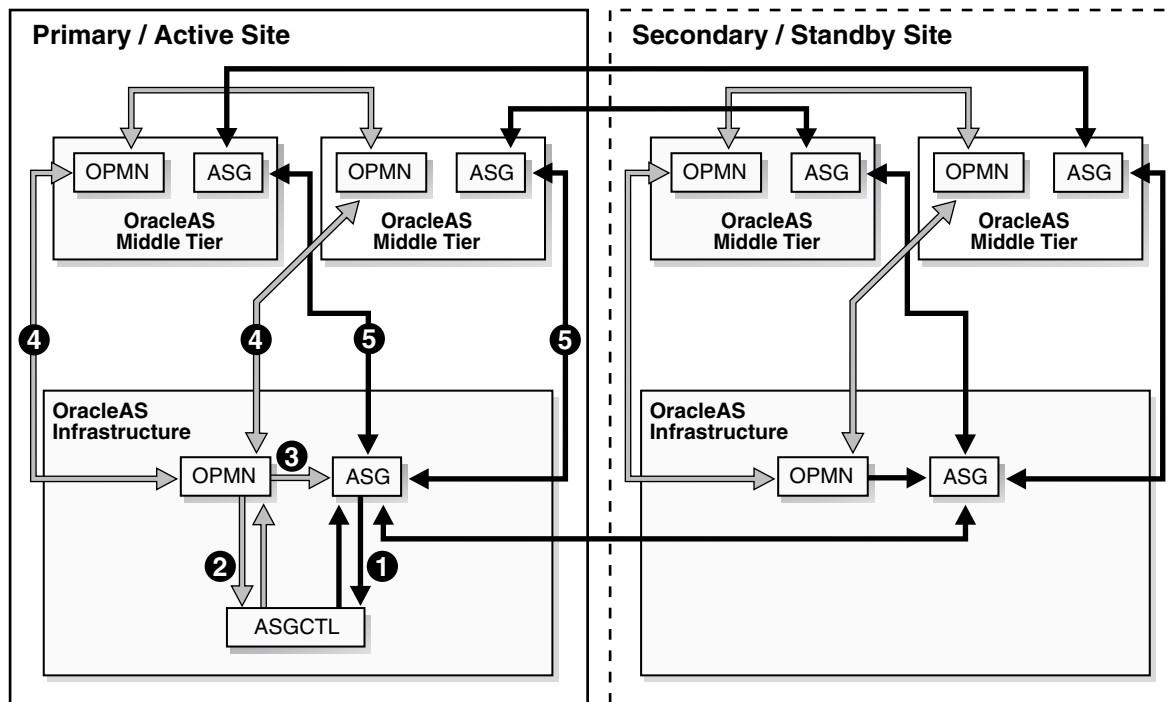 Primary / Active Site
Secondary / Standby Site
OPMN
ASG
OracleAS
Middle Tier
OPMN
ASG
OracleAS
Middle Tier
OPMN
ASG
OracleAS
Middle Tier
OPMN
ASG
OracleAS
Middle Tier
4
4
5
5
OracleAS
Infrastructure
OPMN
3
ASG
2
1
ASGCTL
OracleAS
Infrastructure
OPMN
ASG